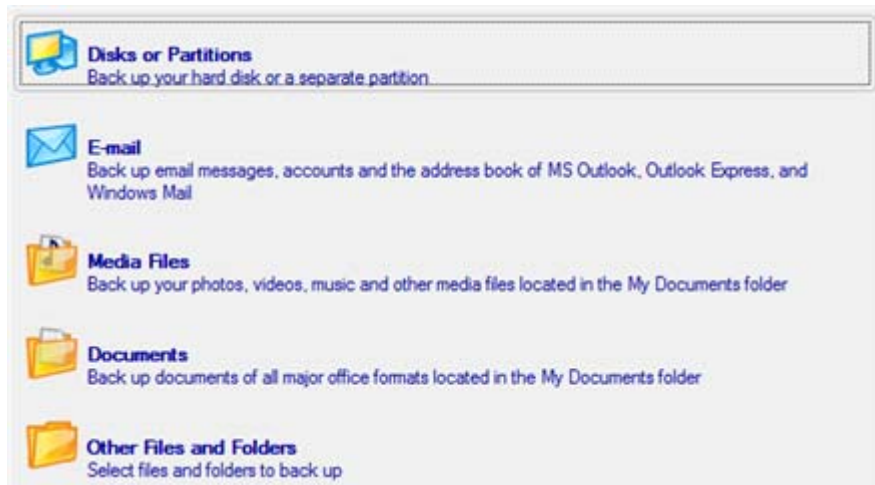 Disks or Partitions
Back up your hard disk or a separate partition
E-mail
Back up email messages, accounts and the address book of MS Outlook, Outlook Express, and
Windows Mail
Media Files
Back up your photos, videos, music and other media files located in the My Documents folder
Documents
Back up documents of all major office formats located in the My Documents folder
Other Files and Folders
Select files and folders to back up